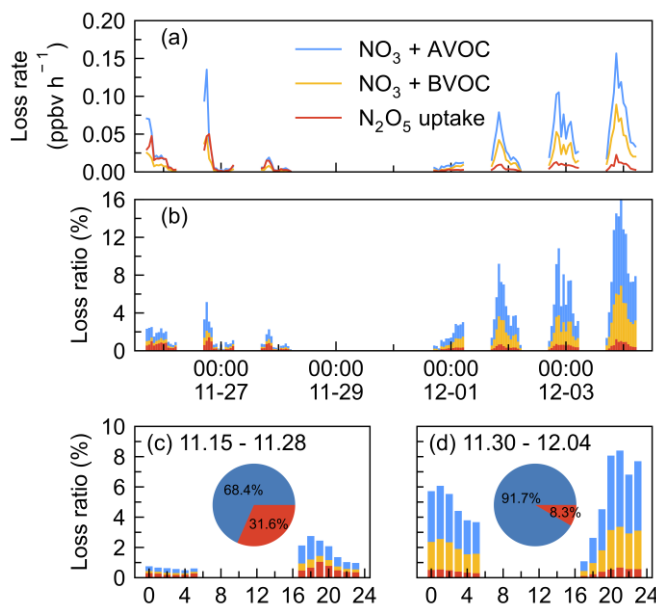 (a)
NO₃ + AVOC
NO₃ + BVOC
N₂O₅ uptake
Loss rate
(ppbv h⁻¹)
0.20
0.15
0.10
0.05
0.00
(b)
Loss ratio (%)
16
12
8
4
0
00:00 00:00 00:00 00:00
11-27 11-29 12-01 12-03
(c) 11.15 - 11.28
68.4%
31.6%
Loss ratio (%)
10
8
6
4
2
0
0 4 8 12 16 20 24
(d) 11.30 - 12.04
91.7%
8.3%
0 4 8 12 16 20 24